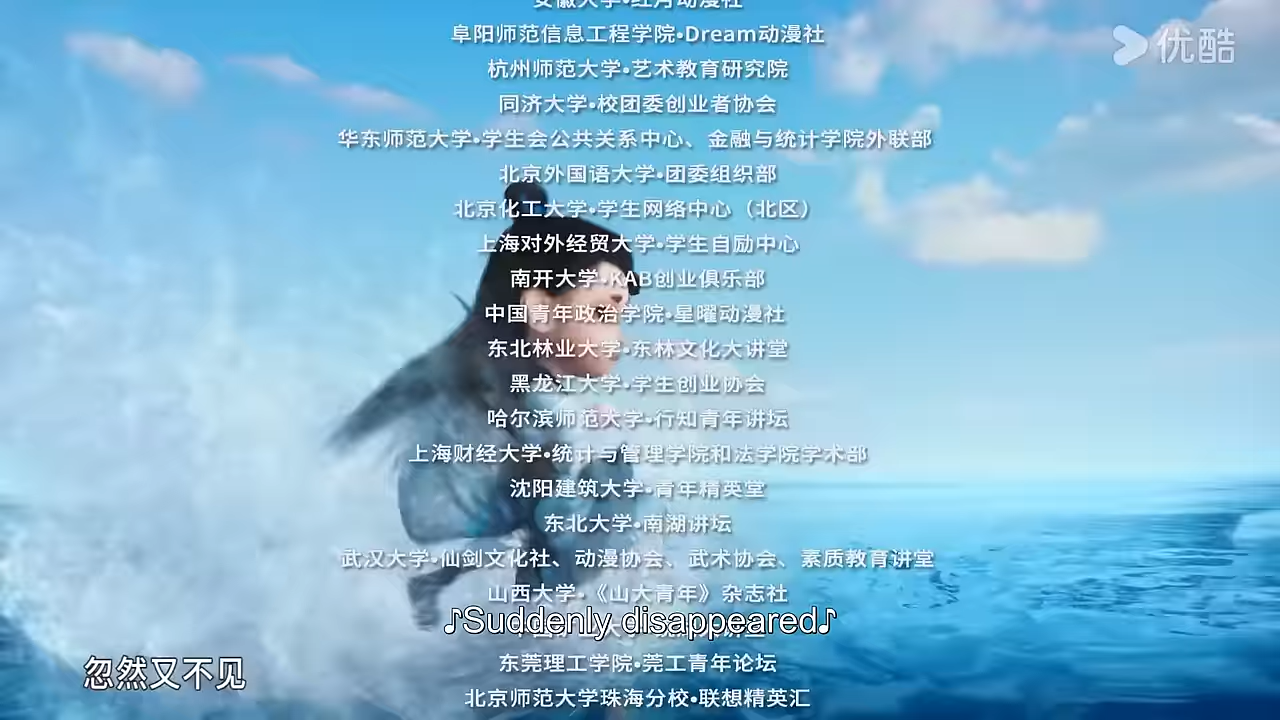 安徽大学•红月动漫社
阜阳师范信息工程学院•Dream动漫社
优酷
杭州师范大学•艺术教育研究院
同济大学•校团委创业者协会
华东师范大学•学生会公共关系中心、金融与统计学院外联部
北京外国语大学•团委组织部
北京化工大学•学生网络中心（北区）
上海对外经贸大学•学生自励中心
南开大学•KAB创业俱乐部
中国青年政治学院•星曜动漫社
东北林业大学•东林文化大讲堂
黑龙江大学•学生创业协会
哈尔滨师范大学•行知青年讲坛
上海财经大学•统计与管理学院和法学院学术部
沈阳建筑大学•青年精英堂
东北大学•南湖讲坛
武汉大学•仙剑文化社、动漫协会、武术协会、素质教育讲堂
山西大学•《山大青年》杂志社
♪Suddenly disappeared♪
东莞理工学院•莞工青年论坛
忽然又不见
北京师范大学珠海分校•联想精英汇